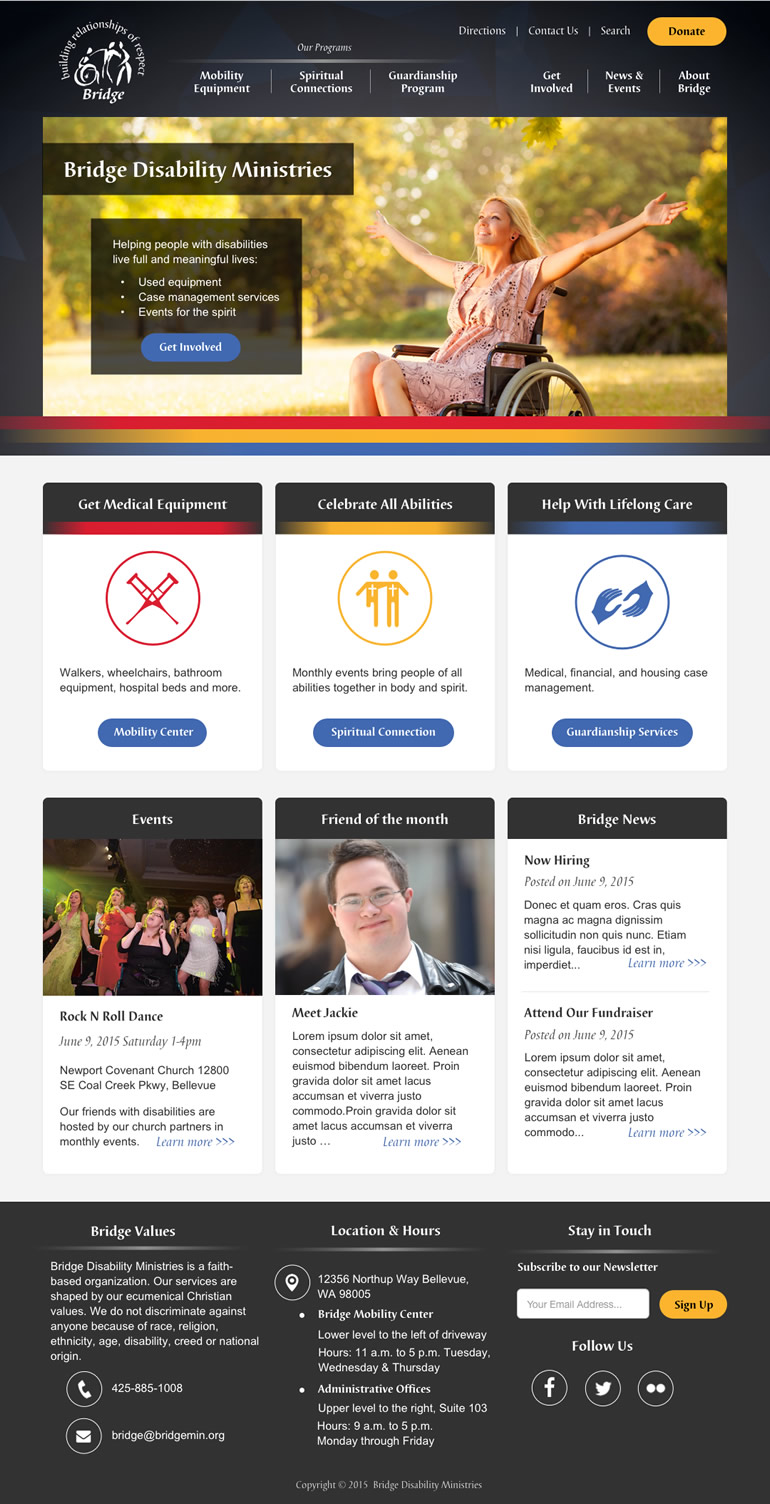 building relationships of respect
Bridge
Directions | Contact Us | Search
Donate
Our Programs
Mobility
Equipment
Spiritual
Connections
Guardianship
Program
Get
Involved
News &
Events
About
Bridge
Bridge Disability Ministries
Helping people with disabilities
live full and meaningful lives:
• Used equipment
• Case management services
• Events for the spirit
Get Involved
Get Medical Equipment
Walkers, wheelchairs, bathroom
equipment, hospital beds and more.
Mobility Center
Celebrate All Abilities
Monthly events bring people of all
abilities together in body and spirit.
Spiritual Connection
Help With Lifelong Care
Medical, financial, and housing case
management.
Guardianship Services
Events
Rock N Roll Dance
June 9, 2015 Saturday 1-4pm
Newport Covenant Church 12800
SE Coal Creek Pkwy, Bellevue
Our friends with disabilities are
hosted by our church partners in
monthly events. Learn more >>>
Friend of the month
Meet Jackie
Lorem ipsum dolor sit amet,
consectetur adipiscing elit. Aenean
euismod bibendum laoreet. Proin
gravida dolor sit amet lacus
accumsan et viverra justo
commodo.Proin gravida dolor sit
amet lacus accumsan et viverra
justo … Learn more >>>
Bridge News
Now Hiring
Posted on June 9, 2015
Donec et quam eros. Cras quis
magna ac magna dignissim
sollicitudin non quis nunc. Etiam
nisi ligula, faucibus id est in,
imperdiet... Learn more >>>
Attend Our Fundraiser
Posted on June 9, 2015
Lorem ipsum dolor sit amet,
consectetur adipiscing elit. Aenean
euismod bibendum laoreet. Proin
gravida dolor sit amet lacus
accumsan et viverra justo
commodo... Learn more >>>
Bridge Values
Bridge Disability Ministries is a faith-
based organization. Our services are
shaped by our ecumenical Christian
values. We do not discriminate against
anyone because of race, religion,
ethnicity, age, disability, creed or national
origin.
425-885-1008
bridge@bridgemin.org
Location & Hours
12356 Northup Way Bellevue,
WA 98005
• Bridge Mobility Center
Lower level to the left of driveway
Hours: 11 a.m. to 5 p.m. Tuesday,
Wednesday & Thursday
• Administrative Offices
Upper level to the right, Suite 103
Hours: 9 a.m. to 5 p.m.
Monday through Friday
Stay in Touch
Subscribe to our Newsletter
Your Email Address...
Sign Up
Follow Us
Copyright © 2015 Bridge Disability Ministries